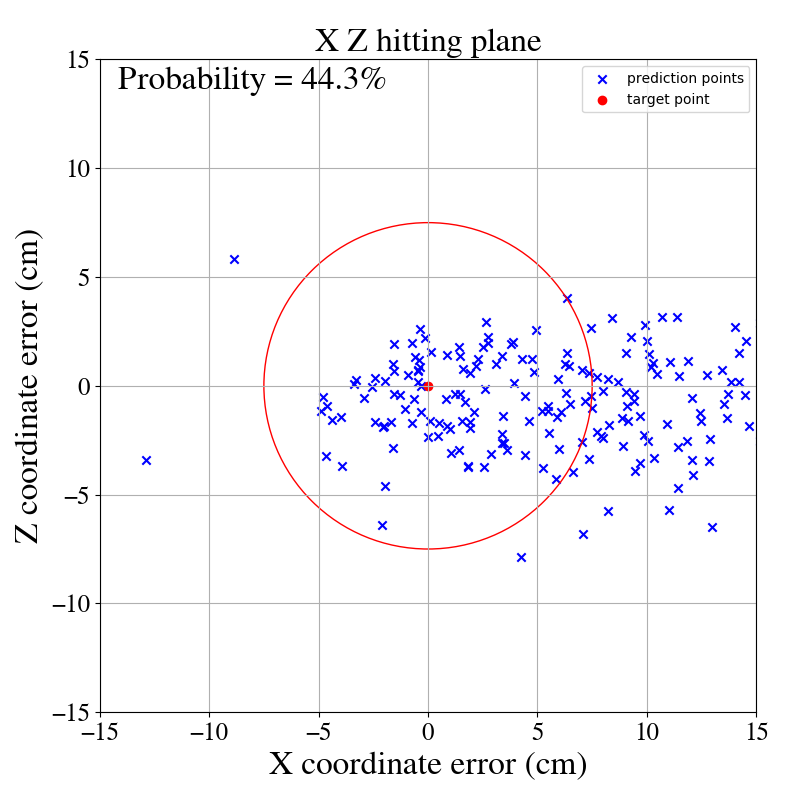 X Z hitting plane
Probability = 44.3%
prediction points
target point
Z coordinate error (cm)
15
10
5
0
−5
−10
−15
−15
−10
−5
0
5
10
15
X coordinate error (cm)